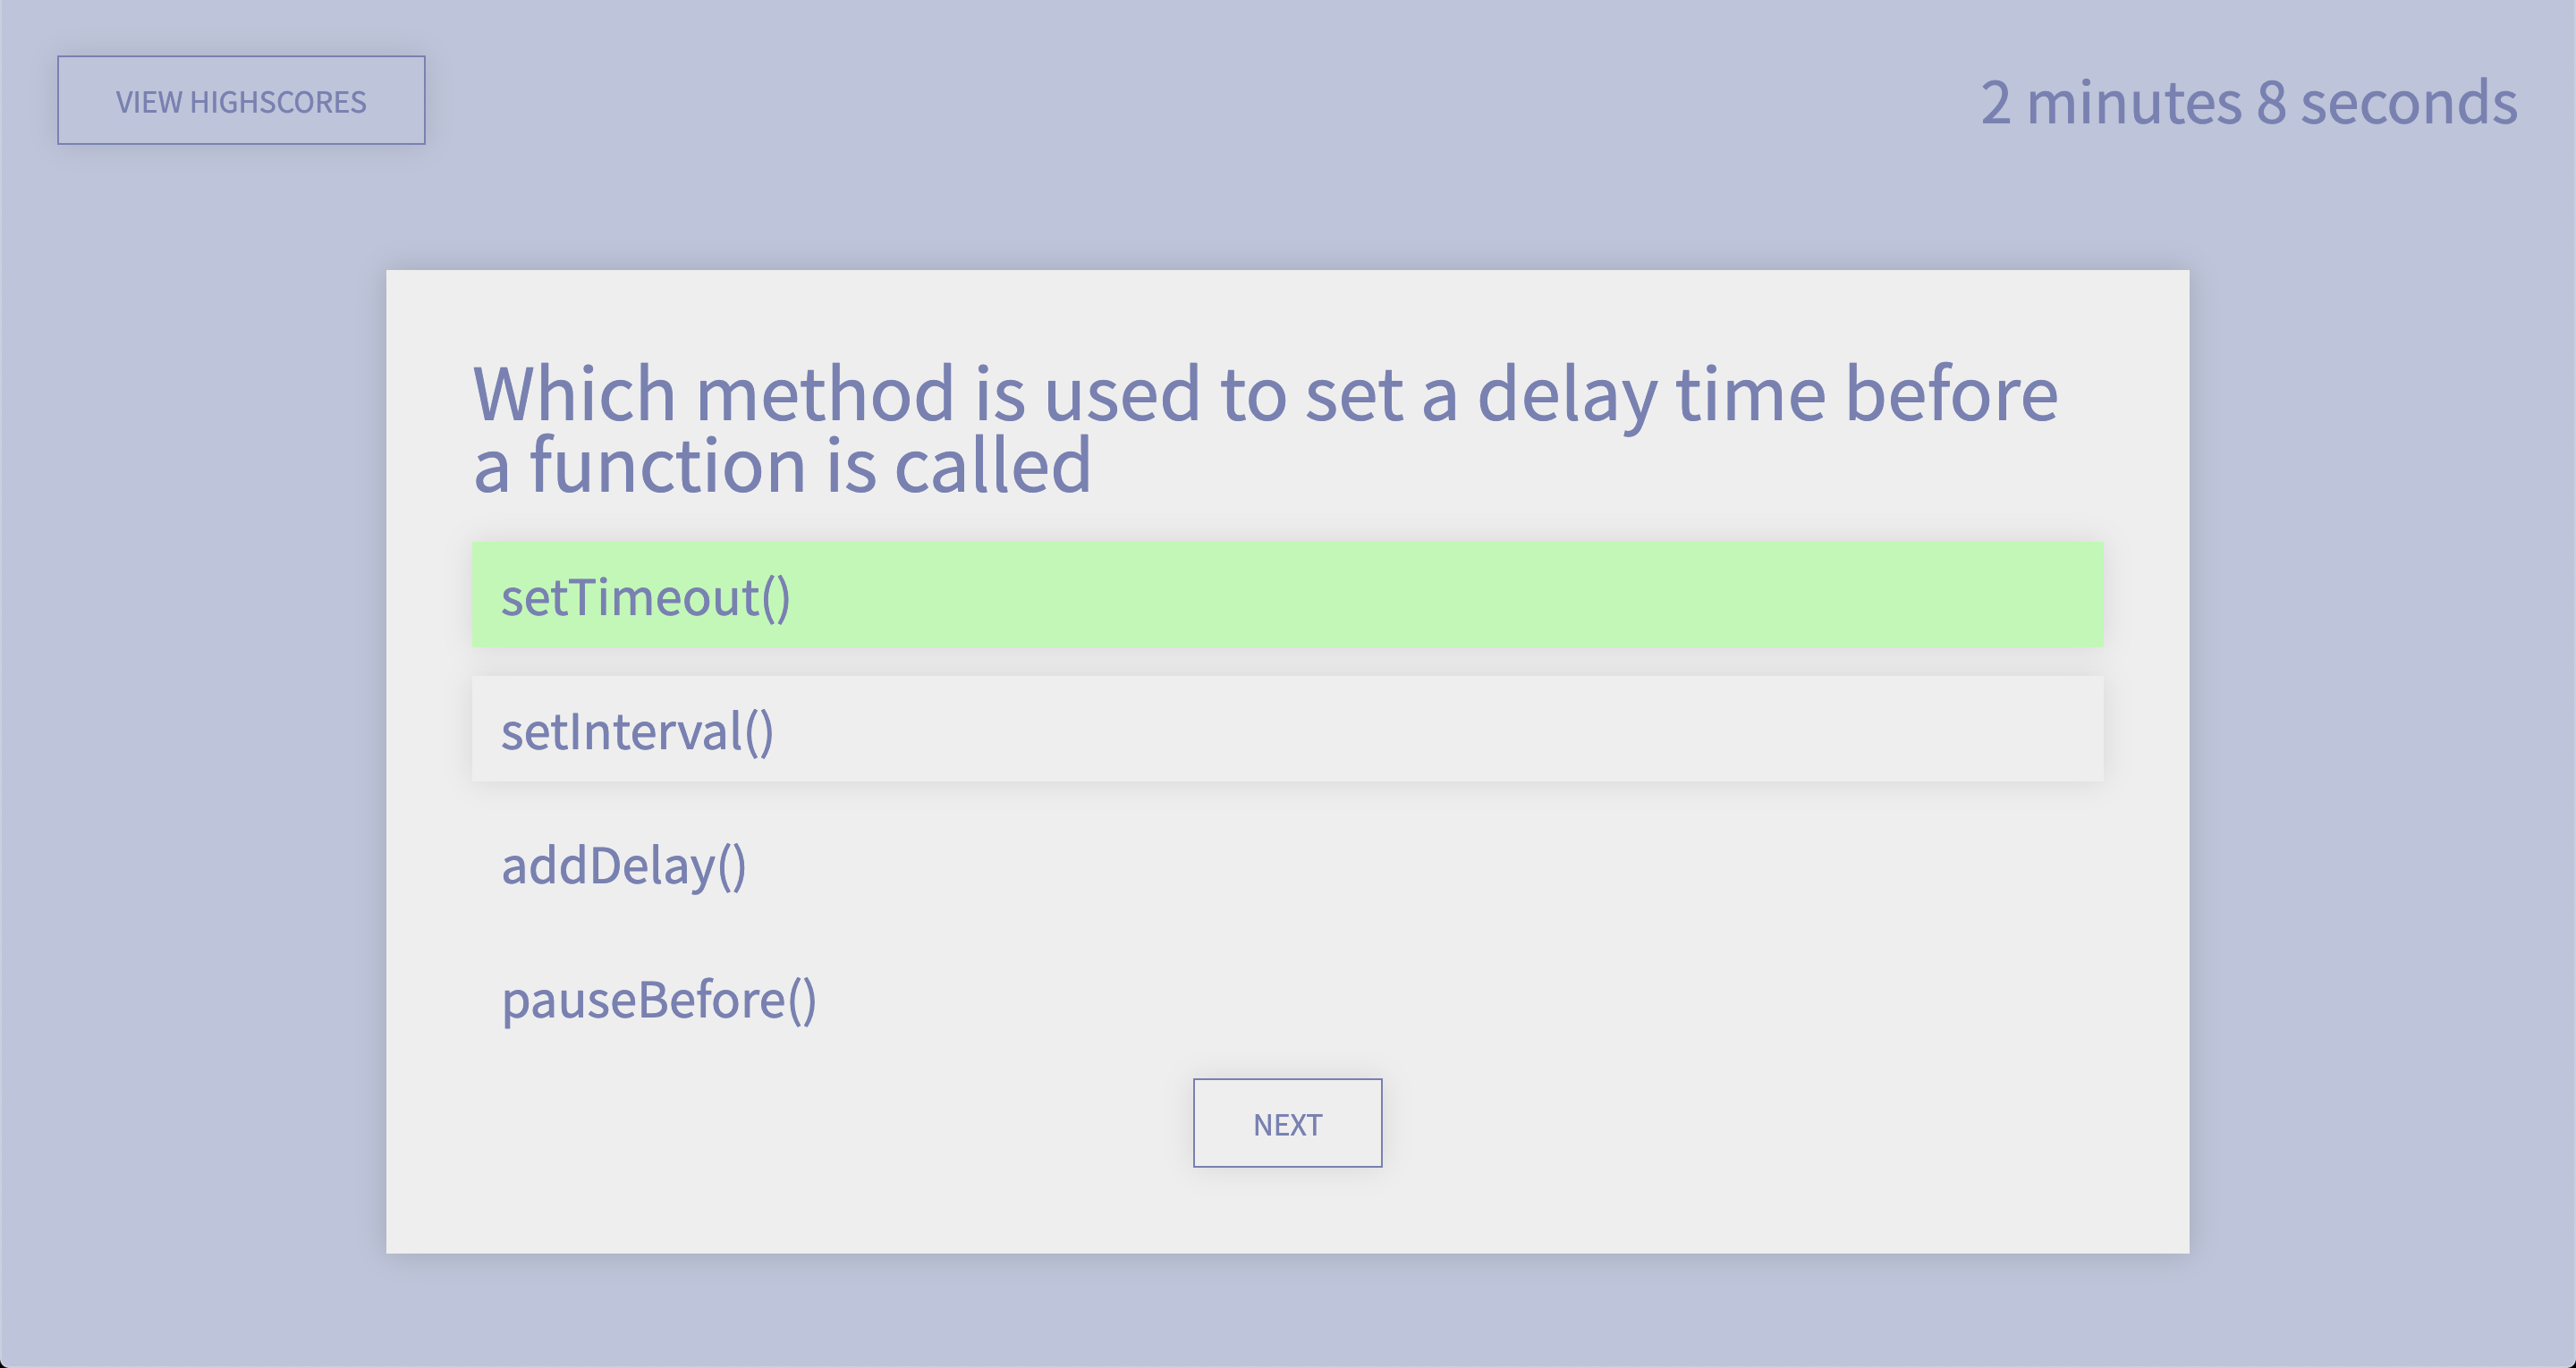 VIEW HIGHSCORES
2 minutes 8 seconds
Which method is used to set a delay time before
a function is called
setTimeout()
setInterval()
addDelay()
pauseBefore()
NEXT